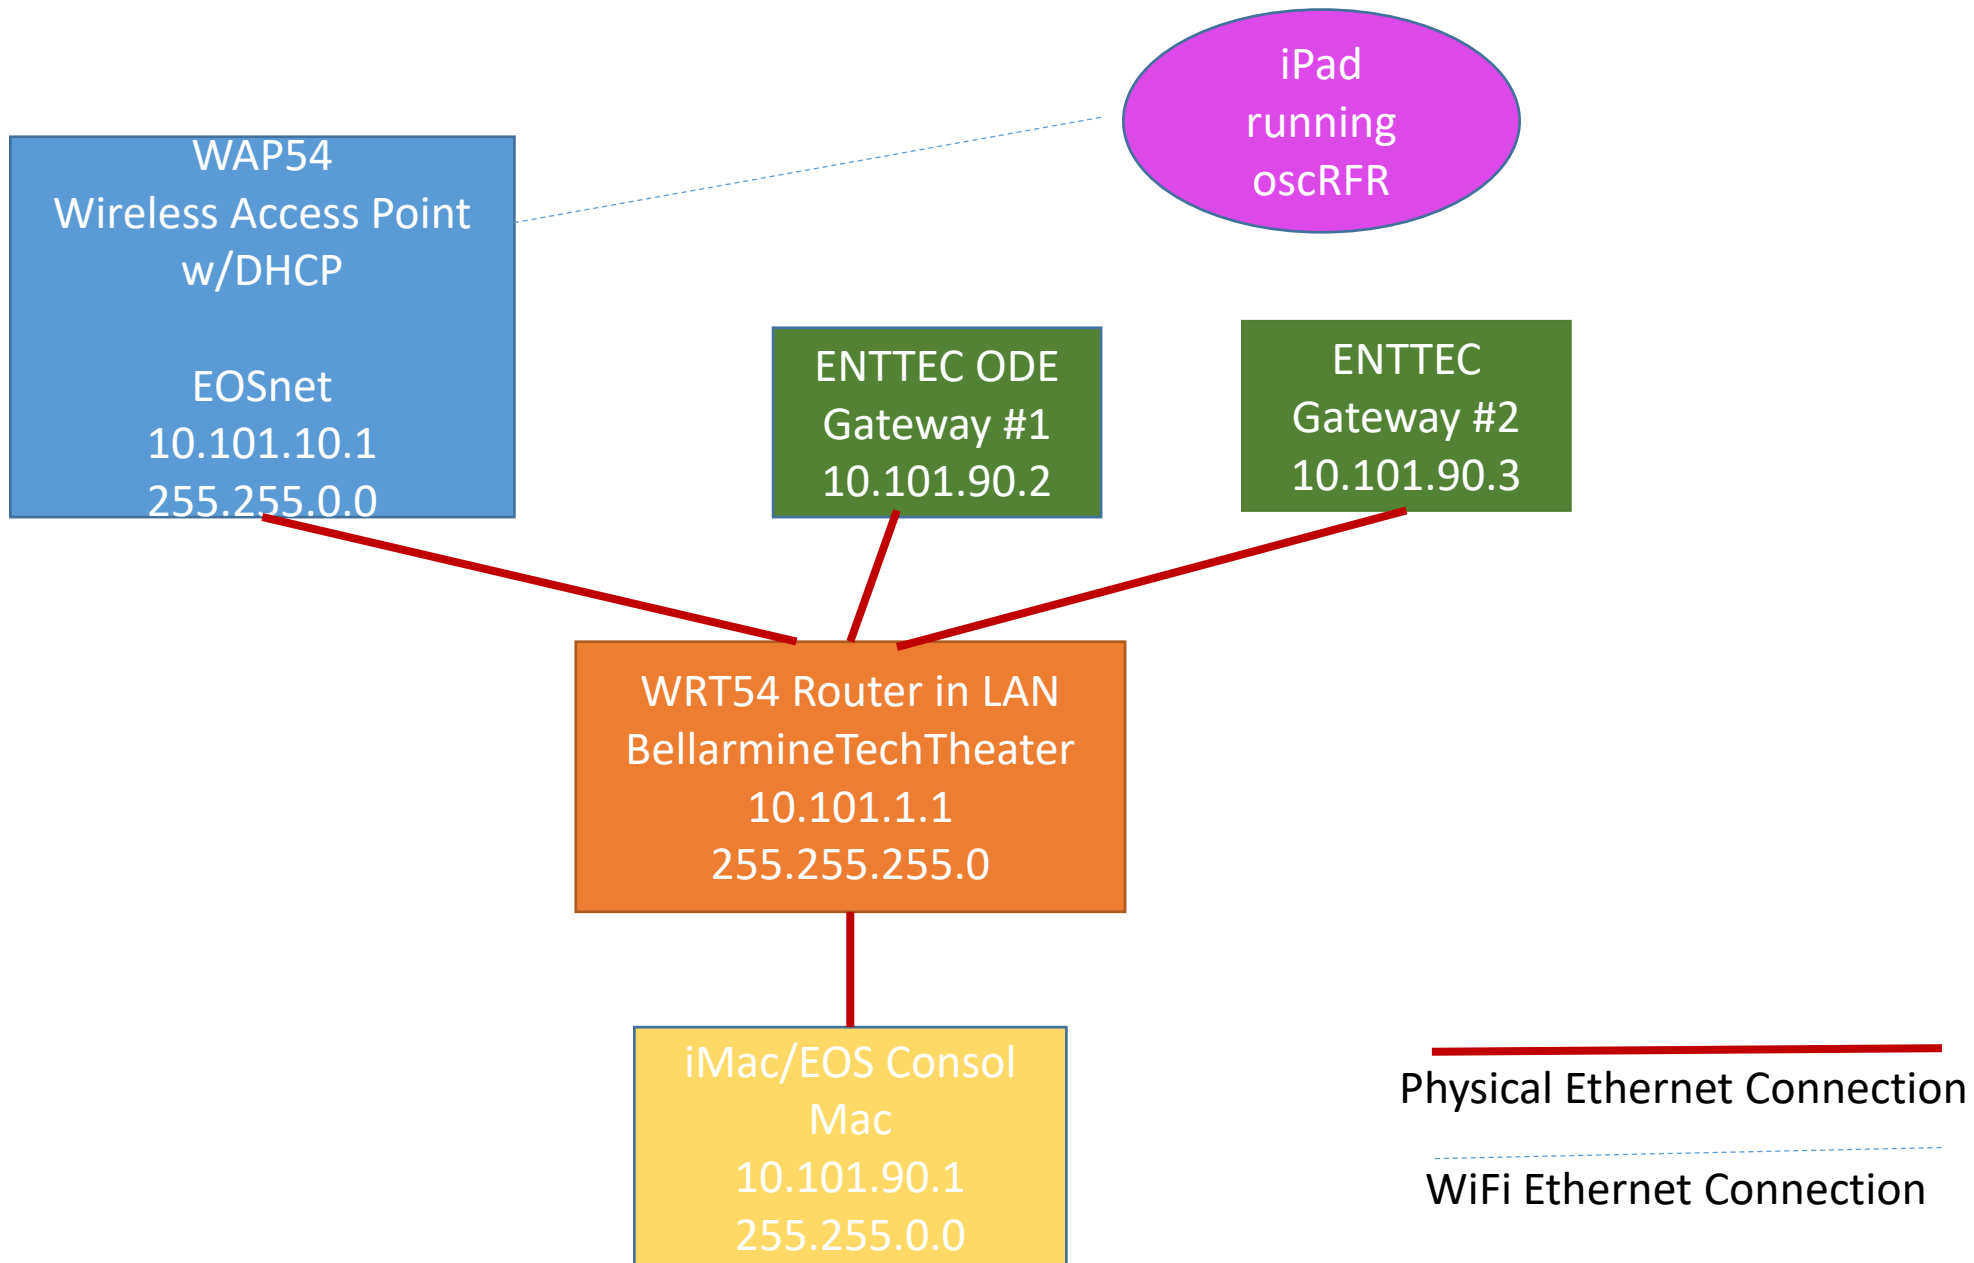 iPad
running
oscRFR
WAP54
Wireless Access Point
w/DHCP
EOSnet
10.101.10.1
255.255.0.0
ENTTEC ODE
Gateway #1
10.101.90.2
ENTTEC
Gateway #2
10.101.90.3
WRT54 Router in LAN
BellarmineTechTheater
10.101.1.1
255.255.255.0
iMac/EOS Consol
Mac
10.101.90.1
255.255.0.0
Physical Ethernet Connection
WiFi Ethernet Connection